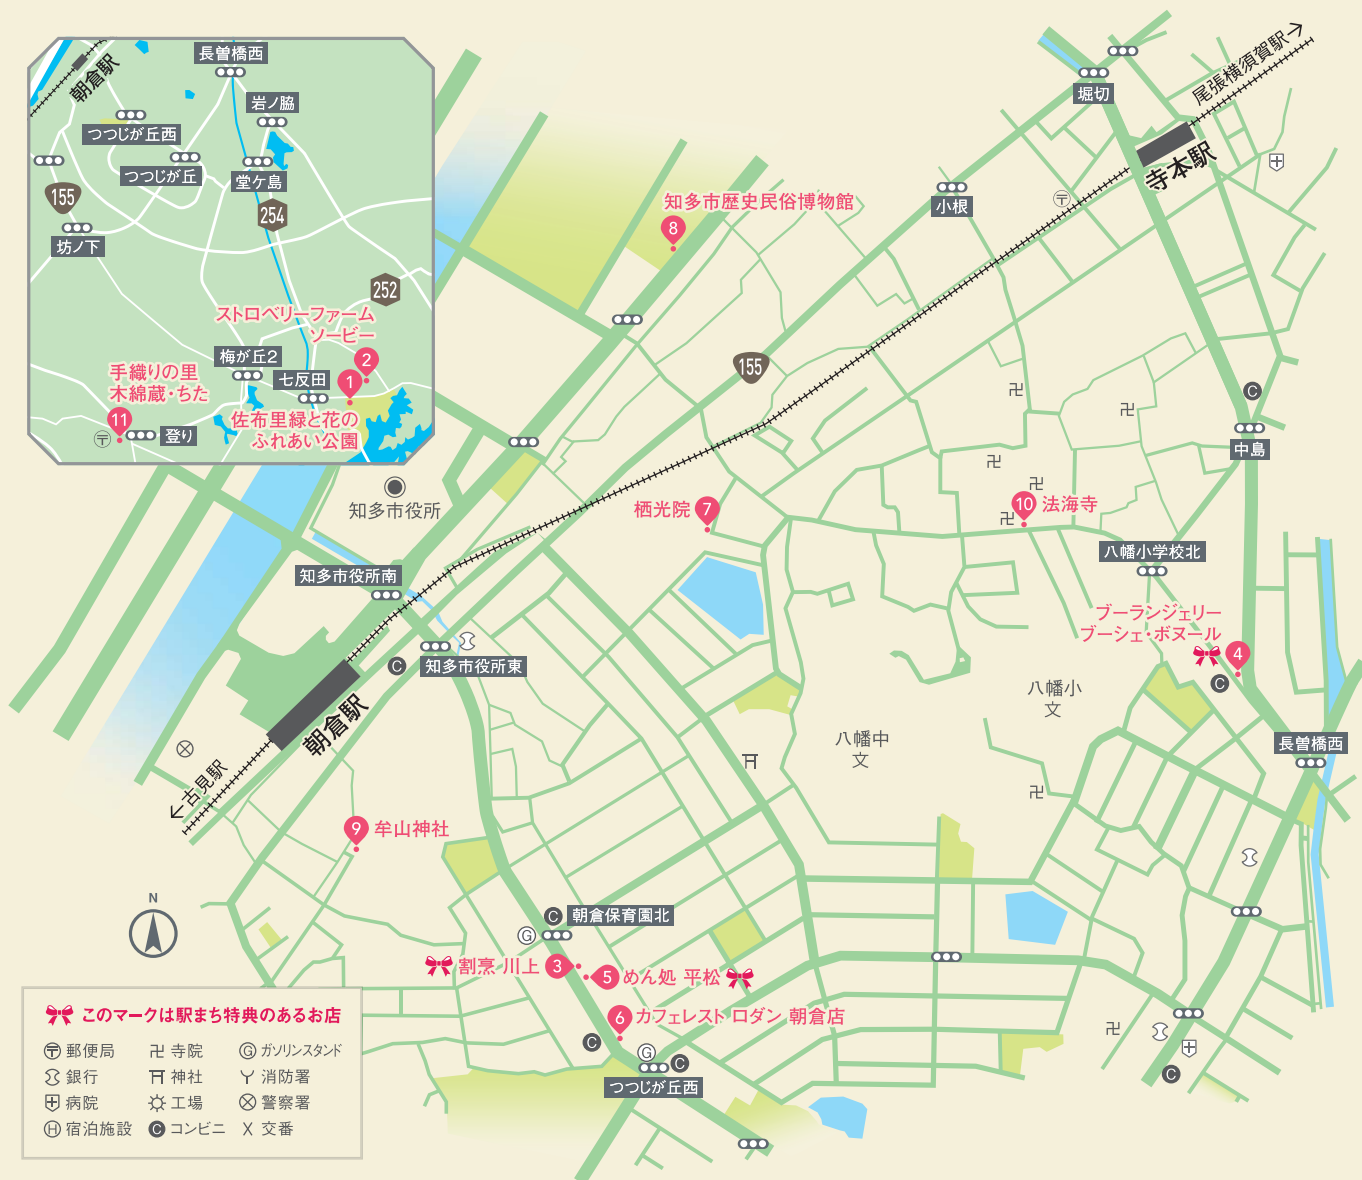 長曽橋西
朝倉駅
岩ノ脇
つつじが丘西
つつじが丘
堂ケ島
155
254
坊ノ下
252
ストロベリーファーム
ソービー
梅が丘2
2
手織りの里
木綿蔵・ちた
七反田
1
11
佐布里緑と花の
ふれあい公園
登り
尾張横須賀駅
堀切
寺本駅
小根
知多市歴史民俗博物館
8
155
C
中島
知多市役所
栖光院
7
10
法海寺
八幡小学校北
知多市役所南
ブーランジェリー
ブーシェ・ボヌール
4
C
知多市役所東
C
八幡小
文
朝倉駅
八幡中
文
長曽橋西
古見駅
9
牟山神社
N
C
朝倉保育園北
G
割烹 川上
3
5
めん処 平松
6
カフェレスト ロダン 朝倉店
C
G
C
つつじが丘西
C
このマークは駅まち特典のあるお店
郵便局
寺院
G
ガソリンスタンド
銀行
神社
消防署
病院
工場
警察署
H
宿泊施設
C
コンビニ
交番